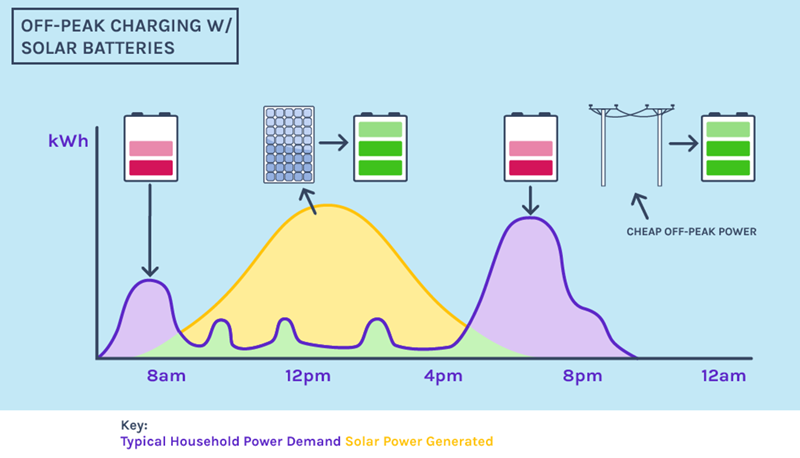 OFF-PEAK CHARGING W/
SOLAR BATTERIES
kWh
CHEAP OFF-PEAK POWER
8am 12pm 4pm 8pm 12am
Key:
Typical Household Power Demand Solar Power Generated